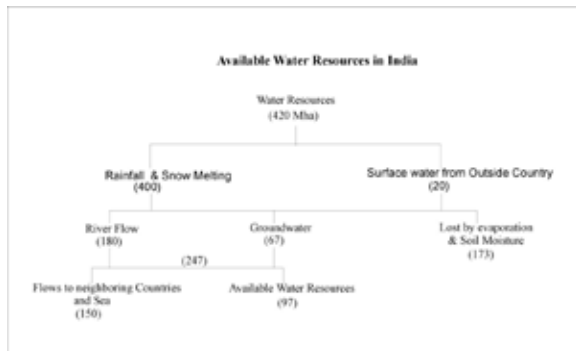 Available Water Resources in India
Water Resources
(420 Mha)
Rainfall & Snow Melting
(400)
Surface water from Outside Country
(20)
River Flow
(180)
Groundwater
(67)
Lost by evaporation
& Soil Moisture
(173)
(247)
Flows to neighboring Countries
and Sea
(150)
Available Water Resources
(97)